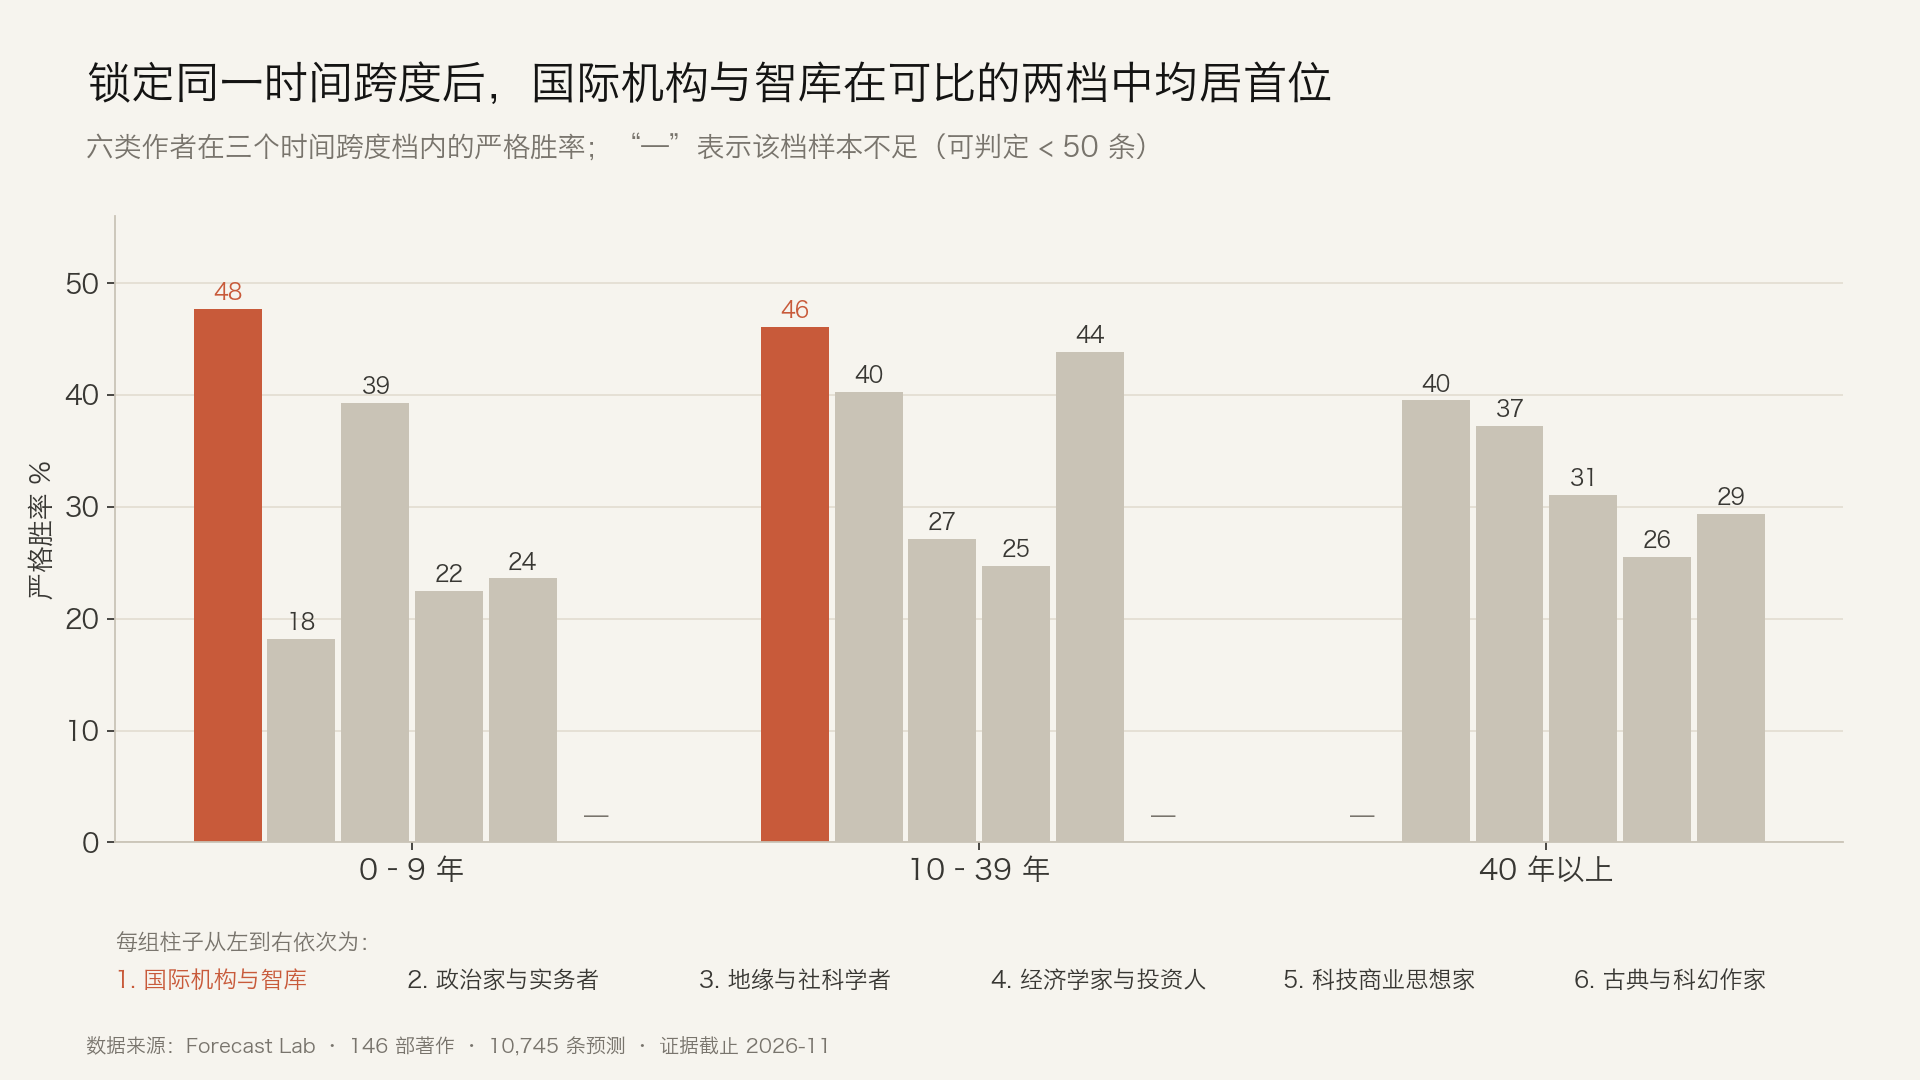 锁定同一时间跨度后，国际机构与智库在可比的两档中均居首位
六类作者在三个时间跨度档内的严格胜率；“—”表示该档样本不足（可判定 < 50 条）
严格胜率 %
50
40
30
20
10
0
48
18
39
22
24
—
46
40
27
25
44
—
—
40
37
31
26
29
0 - 9 年
10 - 39 年
40 年以上
每组柱子从左到右依次为：
1. 国际机构与智库 2. 政治家与实务者 3. 地缘与社科学者 4. 经济学家与投资人 5. 科技商业思想家 6. 古典与科幻作家
数据来源：Forecast Lab · 146 部著作 · 10,745 条预测 · 证据截止 2026-11